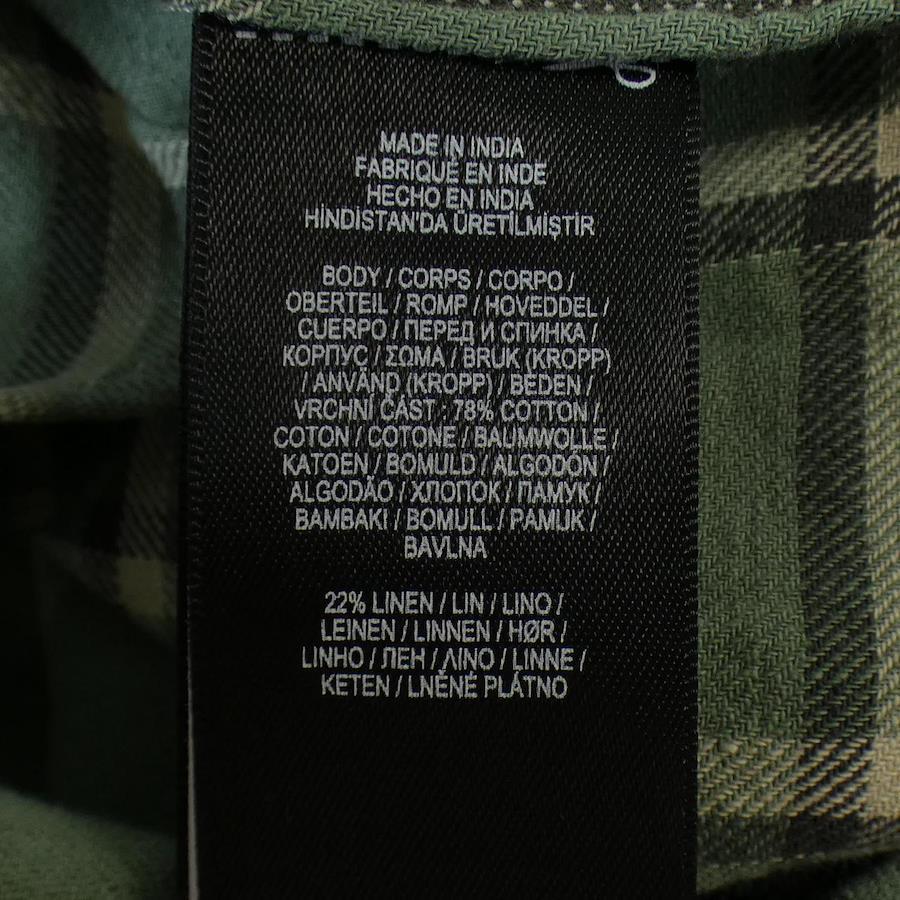 MADE IN INDIA
FABRIQUÉ EN INDE
HECHO EN INDIA
HİNDİSTAN'DA ÜRETİLMİŞTİR
BODY / CORPS / CORPO /
OBERTEIL / ROMP / HOVEDDEL /
CUERPO / ПЕРЕД И СПИНКА /
КОРПУС / ΣΩΜΑ / BRUK (KROPP)
/ ANVÄND (KROPP) / BEDEN /
VRCHNÍ ČÁST : 78% COTTON /
COTON / COTONE / BAUMWOLLE /
KATOEN / BOMULD / ALGODÓN /
ALGODÃO / ХЛОПОК / ПАМУК /
BAMBAKI / BOMULL / PAMUK /
BAVLNA
22% LINEN / LIN / LINO /
LEINEN / LINNEN / HØR /
LINHO / ЛЕН / ΛΙΝΟ / LINNE /
KETEN / LNĚNÉ PLÁTNO